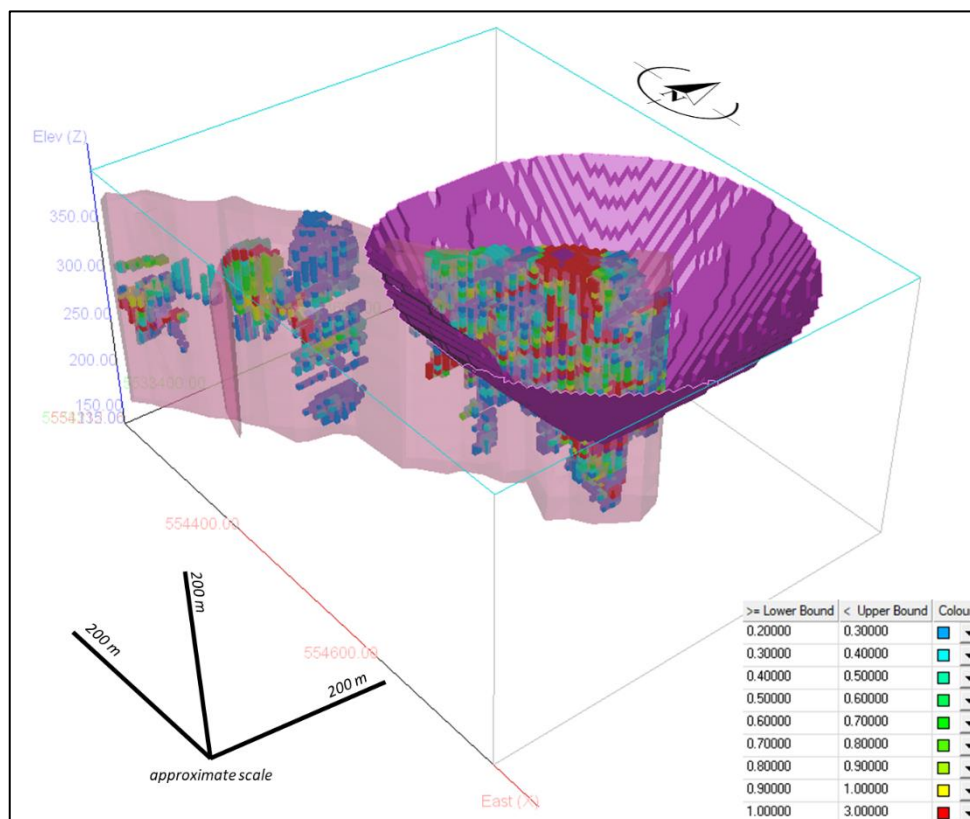 Elev (Z)
350.00
300.00
250.00
200.00
150.00
554400.00
554600.00
East (X)
N
200 m
200 m
200 m
approximate scale
>= Lower Bound < Upper Bound Colou
0.20000 0.30000
0.30000 0.40000
0.40000 0.50000
0.50000 0.60000
0.60000 0.70000
0.70000 0.80000
0.80000 0.90000
0.90000 1.00000
1.00000 3.00000